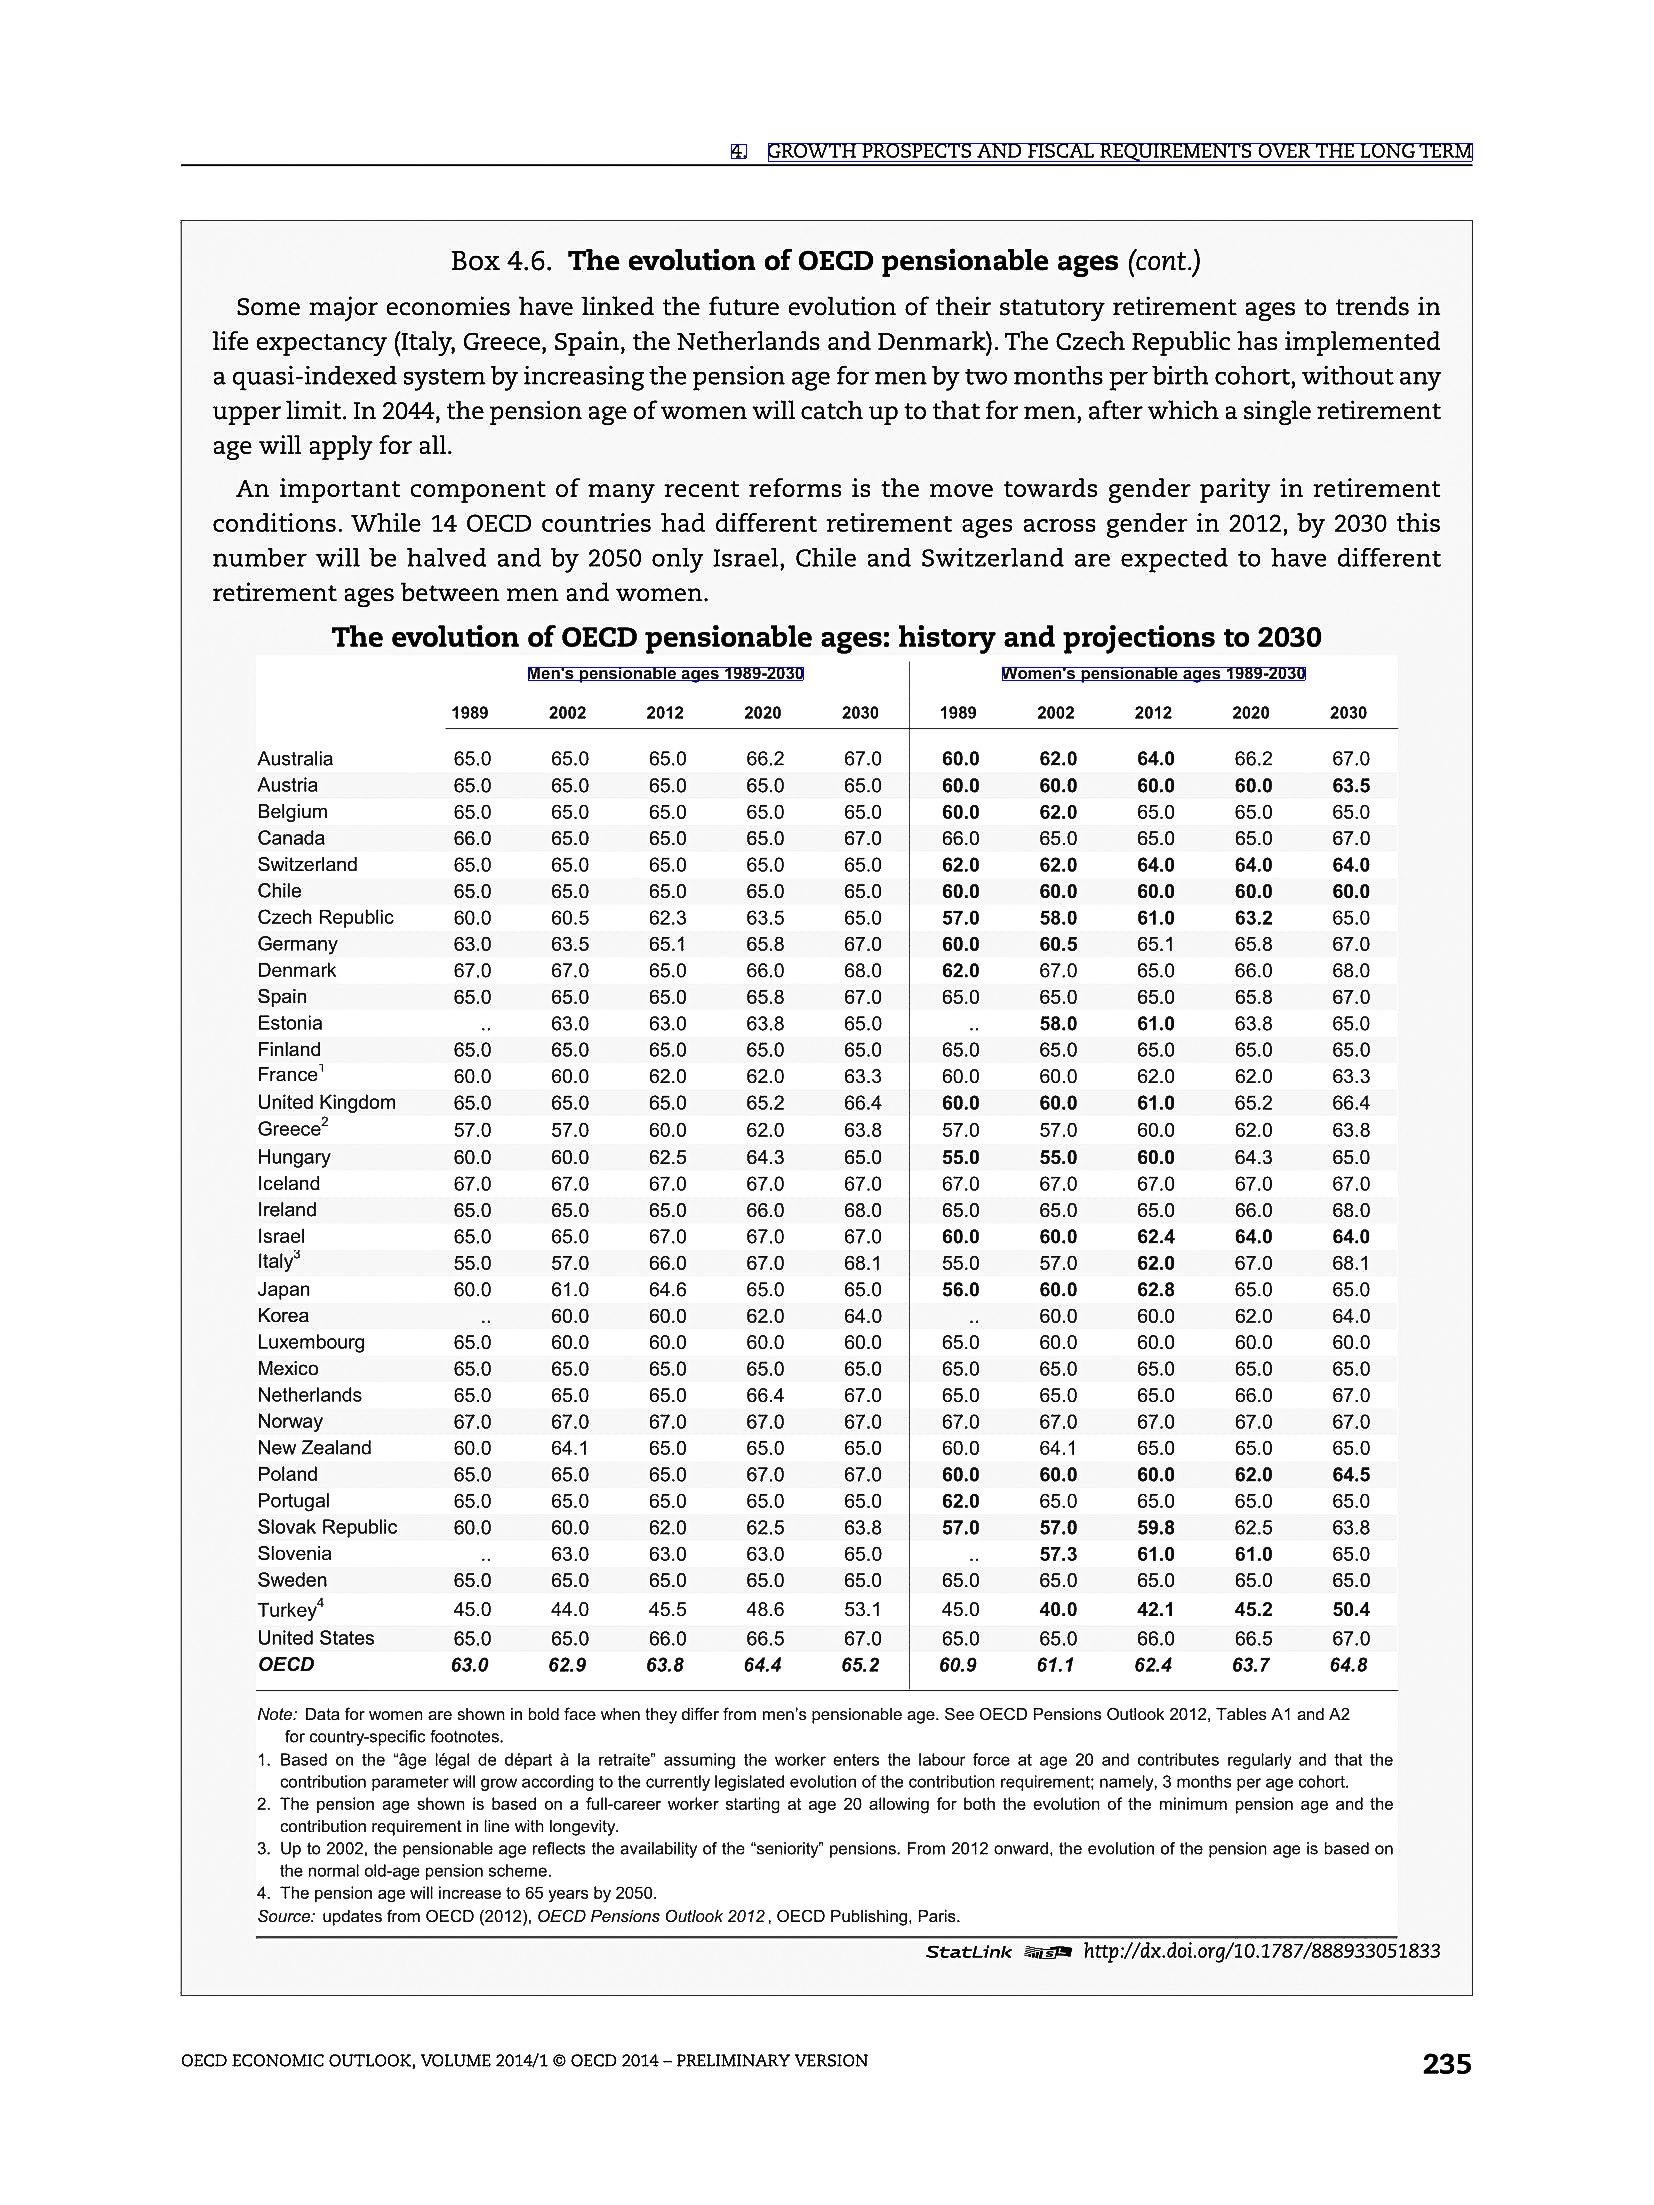 4. GROWTH PROSPECTS AND FISCAL REQUIREMENTS OVER THE LONG TERM
Box 4.6. The evolution of OECD pensionable ages (cont.)
Some major economies have linked the future evolution of their statutory retirement ages to trends in
life expectancy (Italy, Greece, Spain, the Netherlands and Denmark). The Czech Republic has implemented
a quasi-indexed system by increasing the pension age for men by two months per birth cohort, without any
upper limit. In 2044, the pension age of women will catch up to that for men, after which a single retirement
age will apply for all.
An important component of many recent reforms is the move towards gender parity in retirement
conditions. While 14 OECD countries had different retirement ages across gender in 2012, by 2030 this
number will be halved and by 2050 only Israel, Chile and Switzerland are expected to have different
retirement ages between men and women.
The evolution of OECD pensionable ages: history and projections to 2030
Men's pensionable ages 1989-2030 Women's pensionable ages 1989-2030
1989 2002 2012 2020 2030 1989 2002 2012 2020 2030
Australia 65.0 65.0 65.0 66.2 67.0 60.0 62.0 64.0 66.2 67.0
Austria 65.0 65.0 65.0 65.0 65.0 60.0 60.0 60.0 60.0 63.5
Belgium 65.0 65.0 65.0 65.0 65.0 60.0 62.0 65.0 65.0 65.0
Canada 66.0 65.0 65.0 65.0 67.0 66.0 65.0 65.0 65.0 67.0
Switzerland 65.0 65.0 65.0 65.0 65.0 62.0 62.0 64.0 64.0 64.0
Chile 65.0 65.0 65.0 65.0 65.0 60.0 60.0 60.0 60.0 60.0
Czech Republic 60.0 60.5 62.3 63.5 65.0 57.0 58.0 61.0 63.2 65.0
Germany 63.0 63.5 65.1 65.8 67.0 60.0 60.5 65.1 65.8 67.0
Denmark 67.0 67.0 65.0 66.0 68.0 62.0 67.0 65.0 66.0 68.0
Spain 65.0 65.0 65.0 65.8 67.0 65.0 65.0 65.0 65.8 67.0
Estonia .. 63.0 63.0 63.8 65.0 .. 58.0 61.0 63.8 65.0
Finland 65.0 65.0 65.0 65.0 65.0 65.0 65.0 65.0 65.0 65.0
France¹ 60.0 60.0 62.0 62.0 63.3 60.0 60.0 62.0 62.0 63.3
United Kingdom 65.0 65.0 65.0 65.2 66.4 60.0 60.0 61.0 65.2 66.4
Greece² 57.0 57.0 60.0 62.0 63.8 57.0 57.0 60.0 62.0 63.8
Hungary 60.0 60.0 62.5 64.3 65.0 55.0 55.0 60.0 64.3 65.0
Iceland 67.0 67.0 67.0 67.0 67.0 67.0 67.0 67.0 67.0 67.0
Ireland 65.0 65.0 65.0 66.0 68.0 65.0 65.0 65.0 66.0 68.0
Israel 65.0 65.0 67.0 67.0 67.0 60.0 60.0 62.4 64.0 64.0
Italy³ 55.0 57.0 66.0 67.0 68.1 55.0 57.0 62.0 67.0 68.1
Japan 60.0 61.0 64.6 65.0 65.0 56.0 60.0 62.8 65.0 65.0
Korea .. 60.0 60.0 62.0 64.0 .. 60.0 60.0 62.0 64.0
Luxembourg 65.0 60.0 60.0 60.0 60.0 65.0 60.0 60.0 60.0 60.0
Mexico 65.0 65.0 65.0 65.0 65.0 65.0 65.0 65.0 65.0 65.0
Netherlands 65.0 65.0 65.0 66.4 67.0 65.0 65.0 65.0 66.0 67.0
Norway 67.0 67.0 67.0 67.0 67.0 67.0 67.0 67.0 67.0 67.0
New Zealand 60.0 64.1 65.0 65.0 65.0 60.0 64.1 65.0 65.0 65.0
Poland 65.0 65.0 65.0 67.0 67.0 60.0 60.0 60.0 62.0 64.5
Portugal 65.0 65.0 65.0 65.0 65.0 62.0 65.0 65.0 65.0 65.0
Slovak Republic 60.0 60.0 62.0 62.5 63.8 57.0 57.0 59.8 62.5 63.8
Slovenia .. 63.0 63.0 63.0 65.0 .. 57.3 61.0 61.0 65.0
Sweden 65.0 65.0 65.0 65.0 65.0 65.0 65.0 65.0 65.0 65.0
Turkey⁴ 45.0 44.0 45.5 48.6 53.1 45.0 40.0 42.1 45.2 50.4
United States 65.0 65.0 66.0 66.5 67.0 65.0 65.0 66.0 66.5 67.0
OECD 63.0 62.9 63.8 64.4 65.2 60.9 61.1 62.4 63.7 64.8
Note: Data for women are shown in bold face when they differ from men's pensionable age. See OECD Pensions Outlook 2012, Tables A1 and A2
for country-specific footnotes.
1. Based on the “âge légal de départ à la retraite” assuming the worker enters the labour force at age 20 and contributes regularly and that the
contribution parameter will grow according to the currently legislated evolution of the contribution requirement; namely, 3 months per age cohort.
2. The pension age shown is based on a full-career worker starting at age 20 allowing for both the evolution of the minimum pension age and the
contribution requirement in line with longevity.
3. Up to 2002, the pensionable age reflects the availability of the “seniority” pensions. From 2012 onward, the evolution of the pension age is based on
the normal old-age pension scheme.
4. The pension age will increase to 65 years by 2050.
Source: updates from OECD (2012), OECD Pensions Outlook 2012, OECD Publishing, Paris.
StatLink http://dx.doi.org/10.1787/888933051833
OECD ECONOMIC OUTLOOK, VOLUME 2014/1 © OECD 2014 – PRELIMINARY VERSION 235